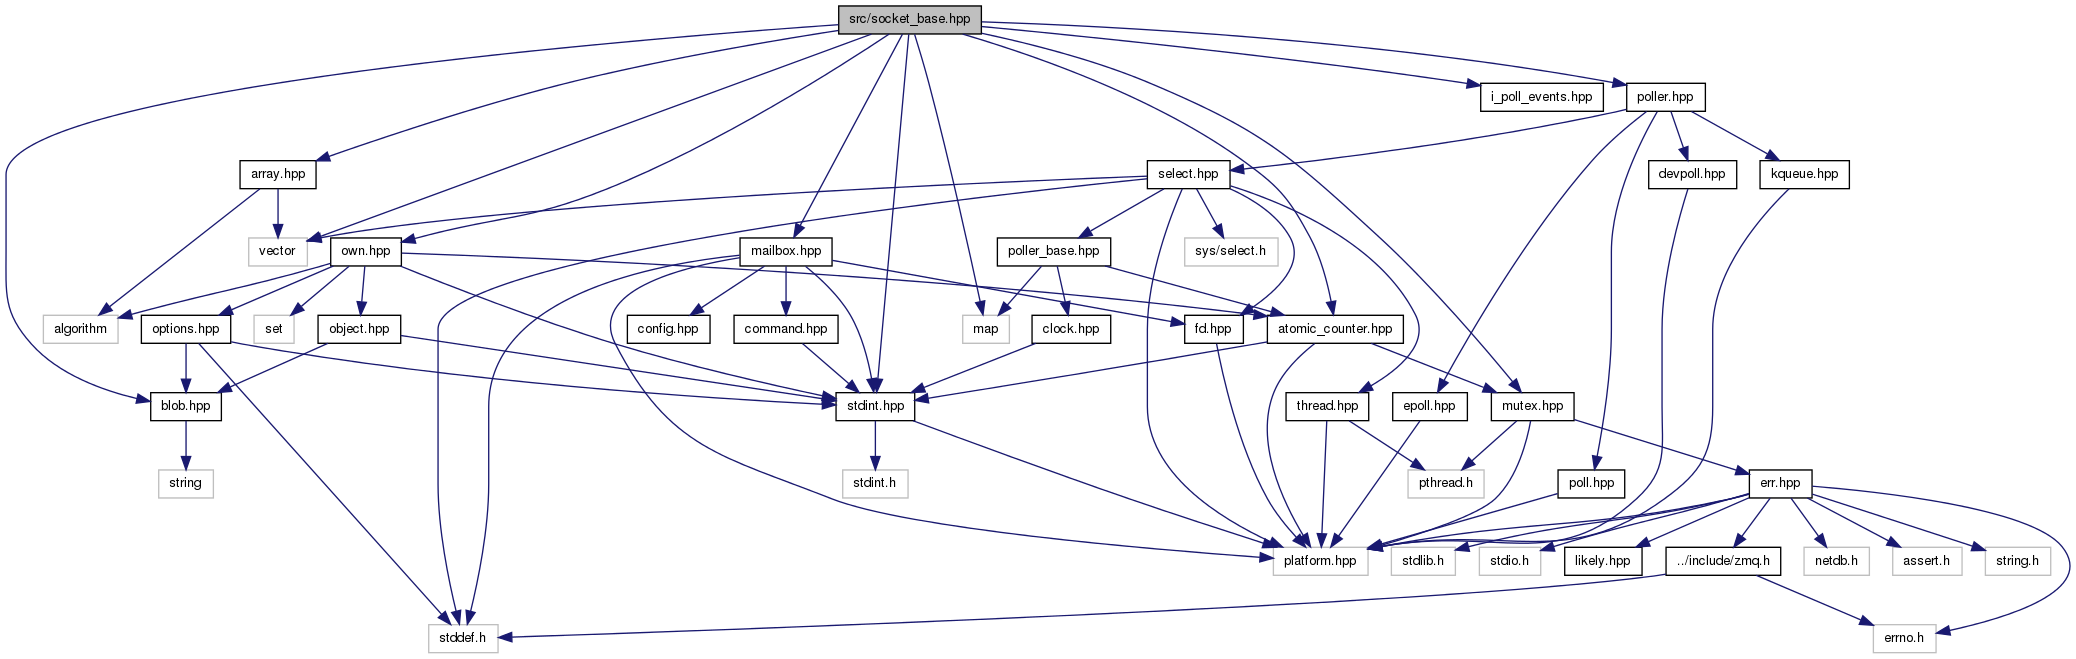 src/socket_base.hpp
i_poll_events.hpp
poller.hpp
array.hpp
select.hpp
devpoll.hpp
kqueue.hpp
vector
own.hpp
mailbox.hpp
poller_base.hpp
sys/select.h
algorithm
options.hpp
set
object.hpp
config.hpp
command.hpp
map
clock.hpp
fd.hpp
atomic_counter.hpp
blob.hpp
stdint.hpp
thread.hpp
epoll.hpp
mutex.hpp
string
stdint.h
pthread.h
poll.hpp
err.hpp
platform.hpp
stdlib.h
stdio.h
likely.hpp
../include/zmq.h
netdb.h
assert.h
string.h
stddef.h
errno.h